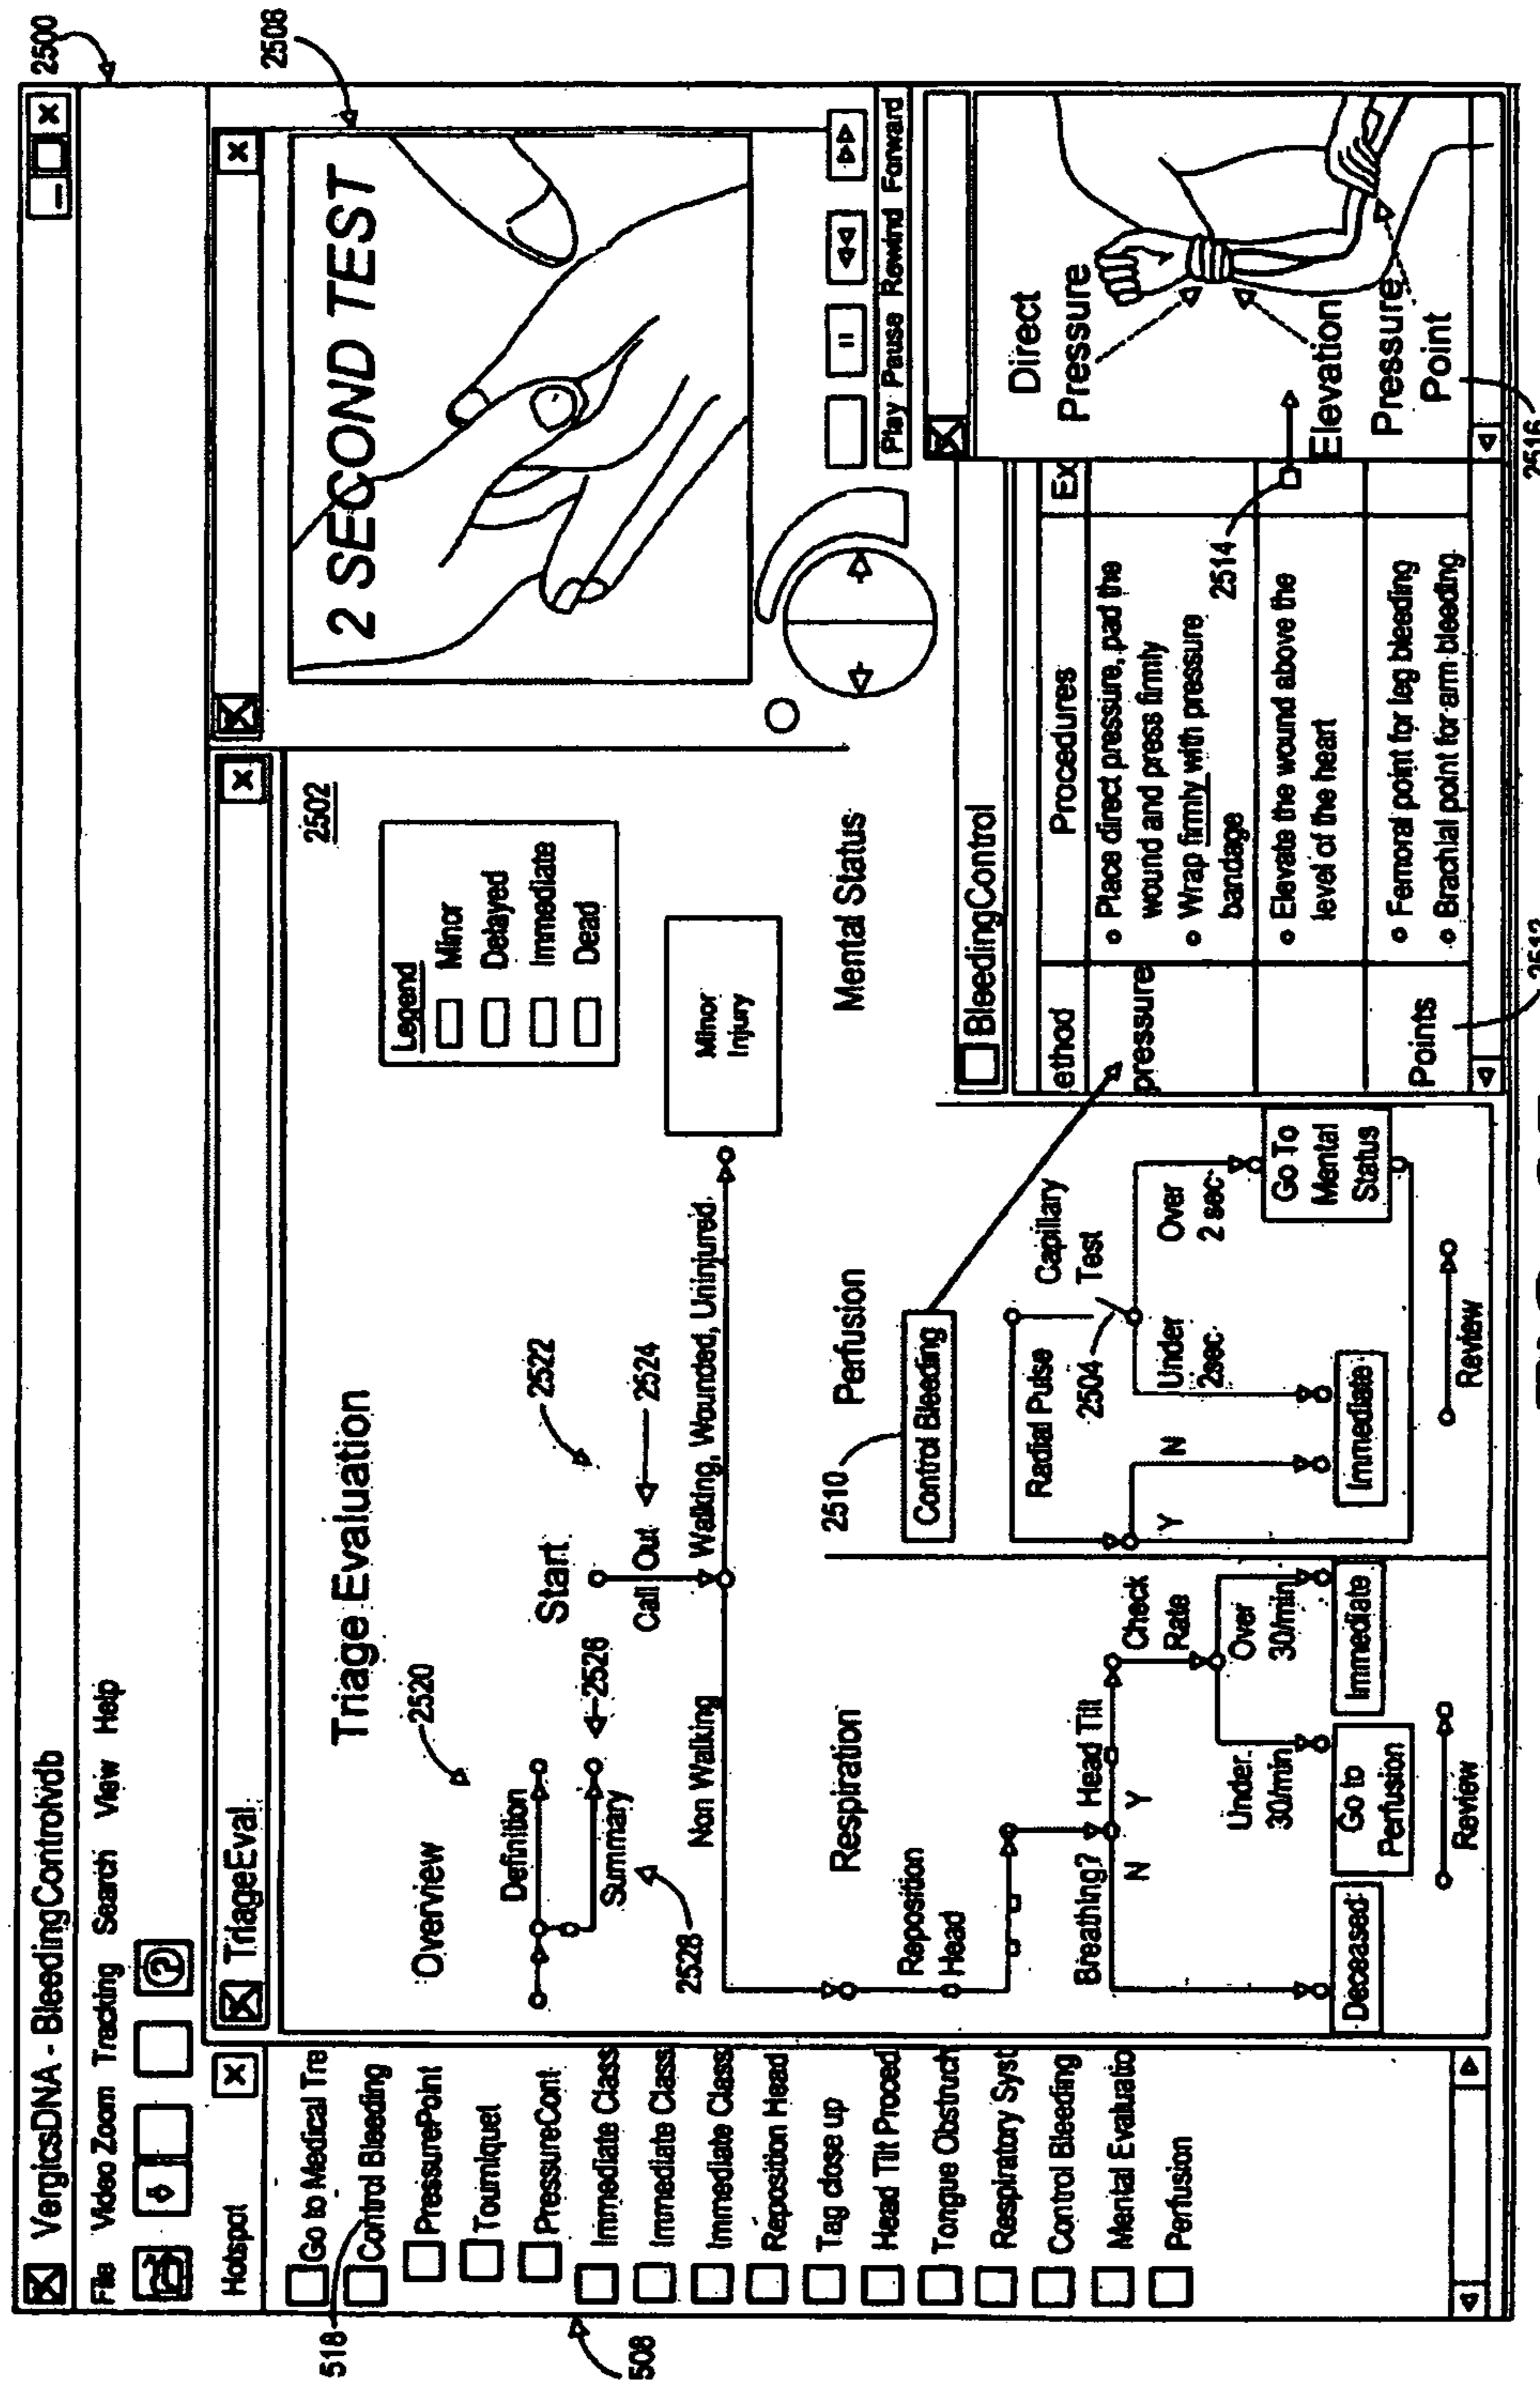 2500
VergicsDNA - BleedingControlvdb
File Video Zoom Tracking Search View Help
Hotspot
TriageEval
518
508
Go to Medical Tre
Control Bleeding
PressurePoint
Tourniquet
PressureCont
Immediate Class
Immediate Class
Immediate Class
Reposition Head
Tag close up
Head Tilt Proced
Tongue Obstruch
Respiratory Syst
Control Bleeding
Mental Evaluatio
Perfusion
Triage Evaluation
2502
2520
Overview
Definition
Summary
2526
2528
Start
2522
Call Out
2524
Non Walking
Walking, Wounded, Uninjured
Legend
Minor
Delayed
Immediate
Dead
Minor
Injury
Respiration
Reposition
Head
Breathing?
Head Tilt
N
Y
Check
Rate
Under
30/min
Over
30/min
Deceased
Go to
Perfusion
Immediate
Review
Perfusion
2510
Control Bleeding
Radial Pulse
Capillary
Test
2504
Y
N
Under
2sec
Over
2 sec
Immediate
Go To
Mental
Status
Review
Mental Status
2508
2 SECOND TEST
Play Pause Rewind Forward
BleedingControl
ethod
Procedures
Ex
pressure
Place direct pressure, pad the
wound and press firmly
Wrap firmly with pressure
bandage
2514
Elevate the wound above the
level of the heart
Points
Femoral point for leg bleeding
Brachial point for arm bleeding
Direct
Pressure
Elevation
Pressure
Point
2516